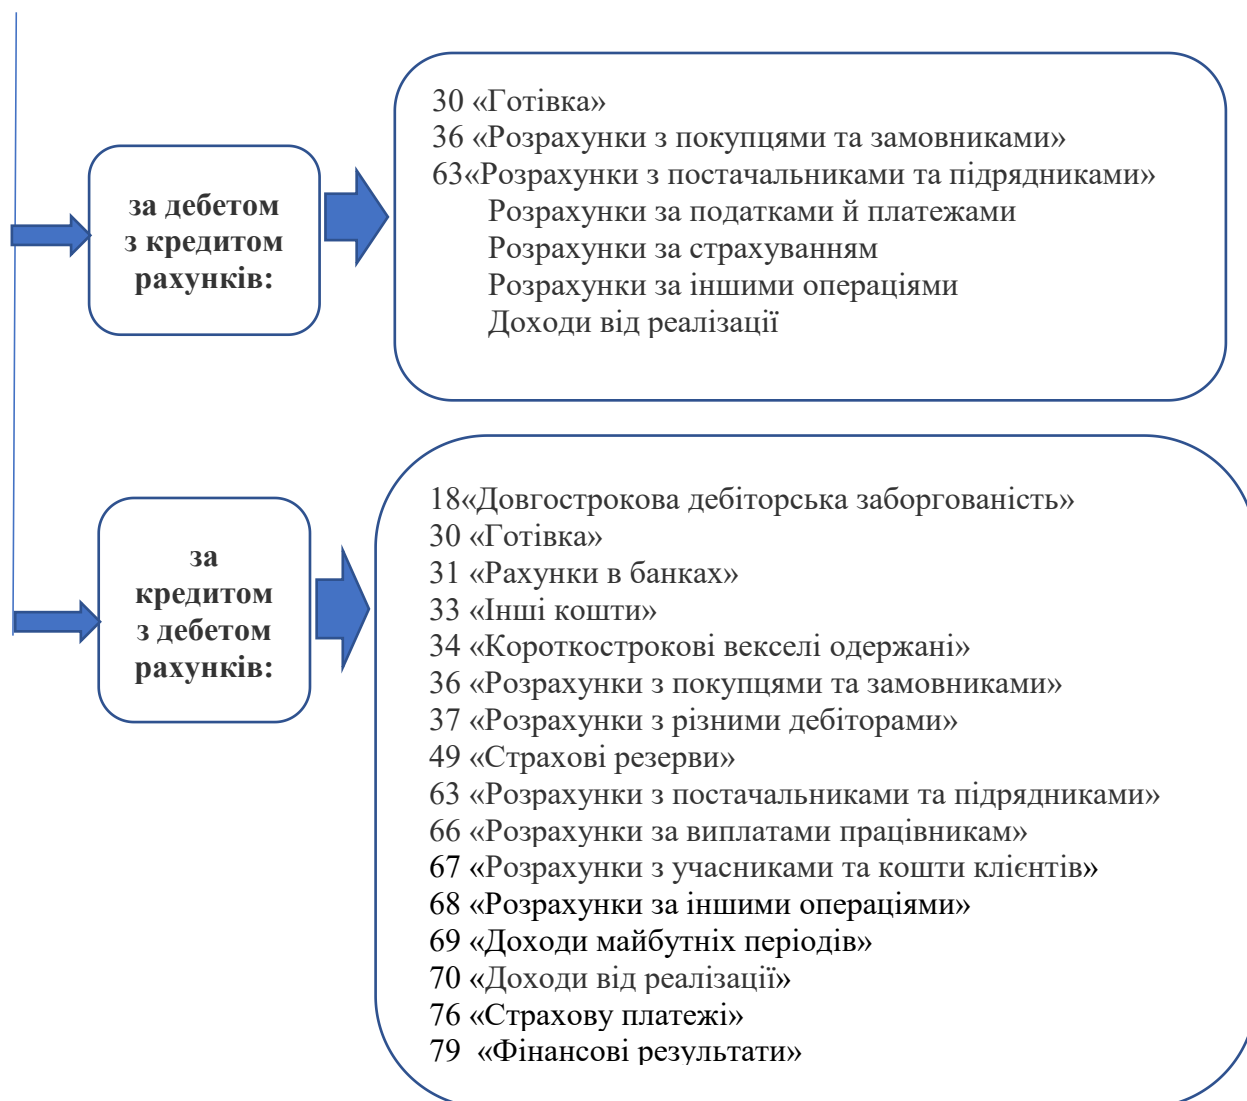 за дебетом
з кредитом
рахунків:
30 «Готівка»
36 «Розрахунки з покупцями та замовниками»
63«Розрахунки з постачальниками та підрядниками»
Розрахунки за податками й платежами
Розрахунки за страхуванням
Розрахунки за іншими операціями
Доходи від реалізації
за
кредитом
з дебетом
рахунків:
18«Довгострокова дебіторська заборгованість»
30 «Готівка»
31 «Рахунки в банках»
33 «Інші кошти»
34 «Короткострокові векселі одержані»
36 «Розрахунки з покупцями та замовниками»
37 «Розрахунки з різними дебіторами»
49 «Страхові резерви»
63 «Розрахунки з постачальниками та підрядниками»
66 «Розрахунки за виплатами працівникам»
67 «Розрахунки з учасниками та кошти клієнтів»
68 «Розрахунки за іншими операціями»
69 «Доходи майбутніх періодів»
70 «Доходи від реалізації»
76 «Страхову платежі»
79 «Фінансові результати»